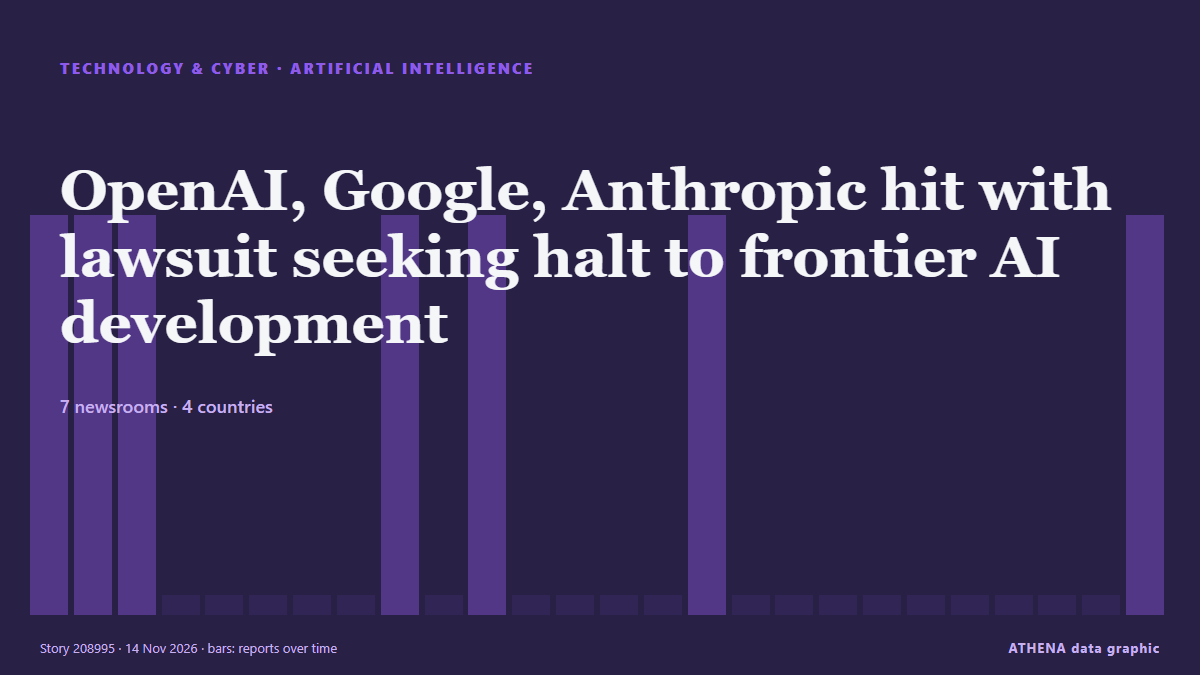 TECHNOLOGY & CYBER · ARTIFICIAL INTELLIGENCE
OpenAI, Google, Anthropic hit with
lawsuit seeking halt to frontier AI
development
7 newsrooms · 4 countries
Story 208995 · 14 Nov 2026 · bars: reports over time
ATHENA data graphic